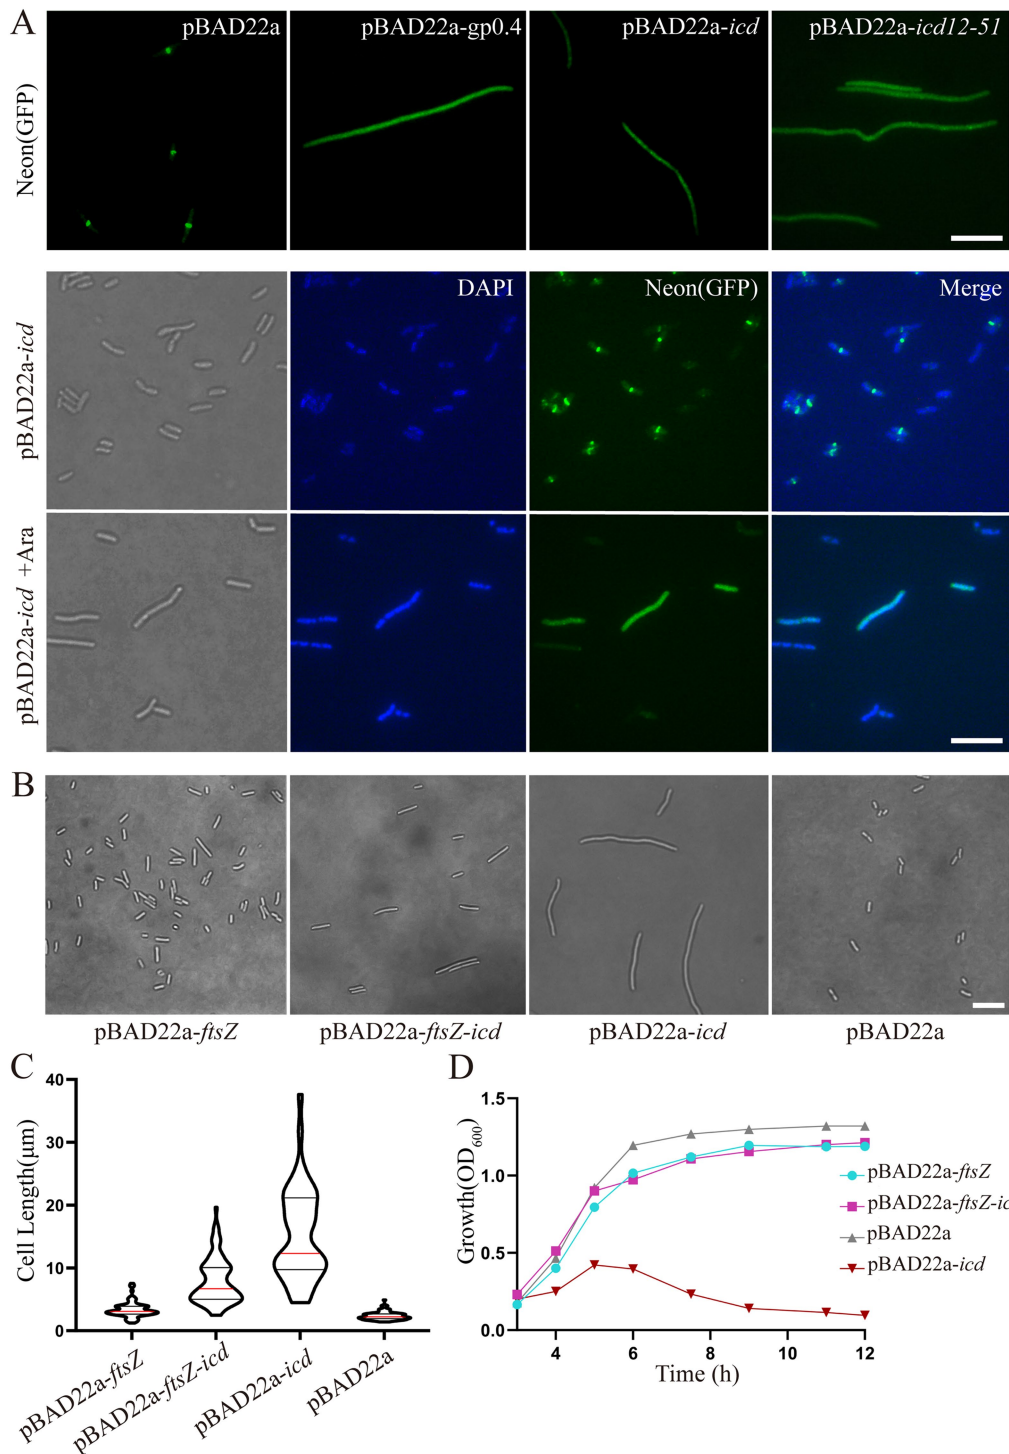 A
pBAD22a
pBAD22a-gp0.4
pBAD22a-icd
pBAD22a-icd12-51
Neon(GFP)
DAPI
Neon(GFP)
Merge
pBAD22a-icd
pBAD22a-icd +Ara
B
pBAD22a-ftsZ
pBAD22a-ftsZ-icd
pBAD22a-icd
pBAD22a
C
Cell Length(μm)
40
30
20
10
0
pBAD22a-ftsZ
pBAD22a-ftsZ-icd
pBAD22a-icd
pBAD22a
D
Growth(OD600)
1.5
1.0
0.5
0.0
4
6
8
10
12
Time (h)
pBAD22a-ftsZ
pBAD22a-ftsZ-ic
pBAD22a
pBAD22a-icd